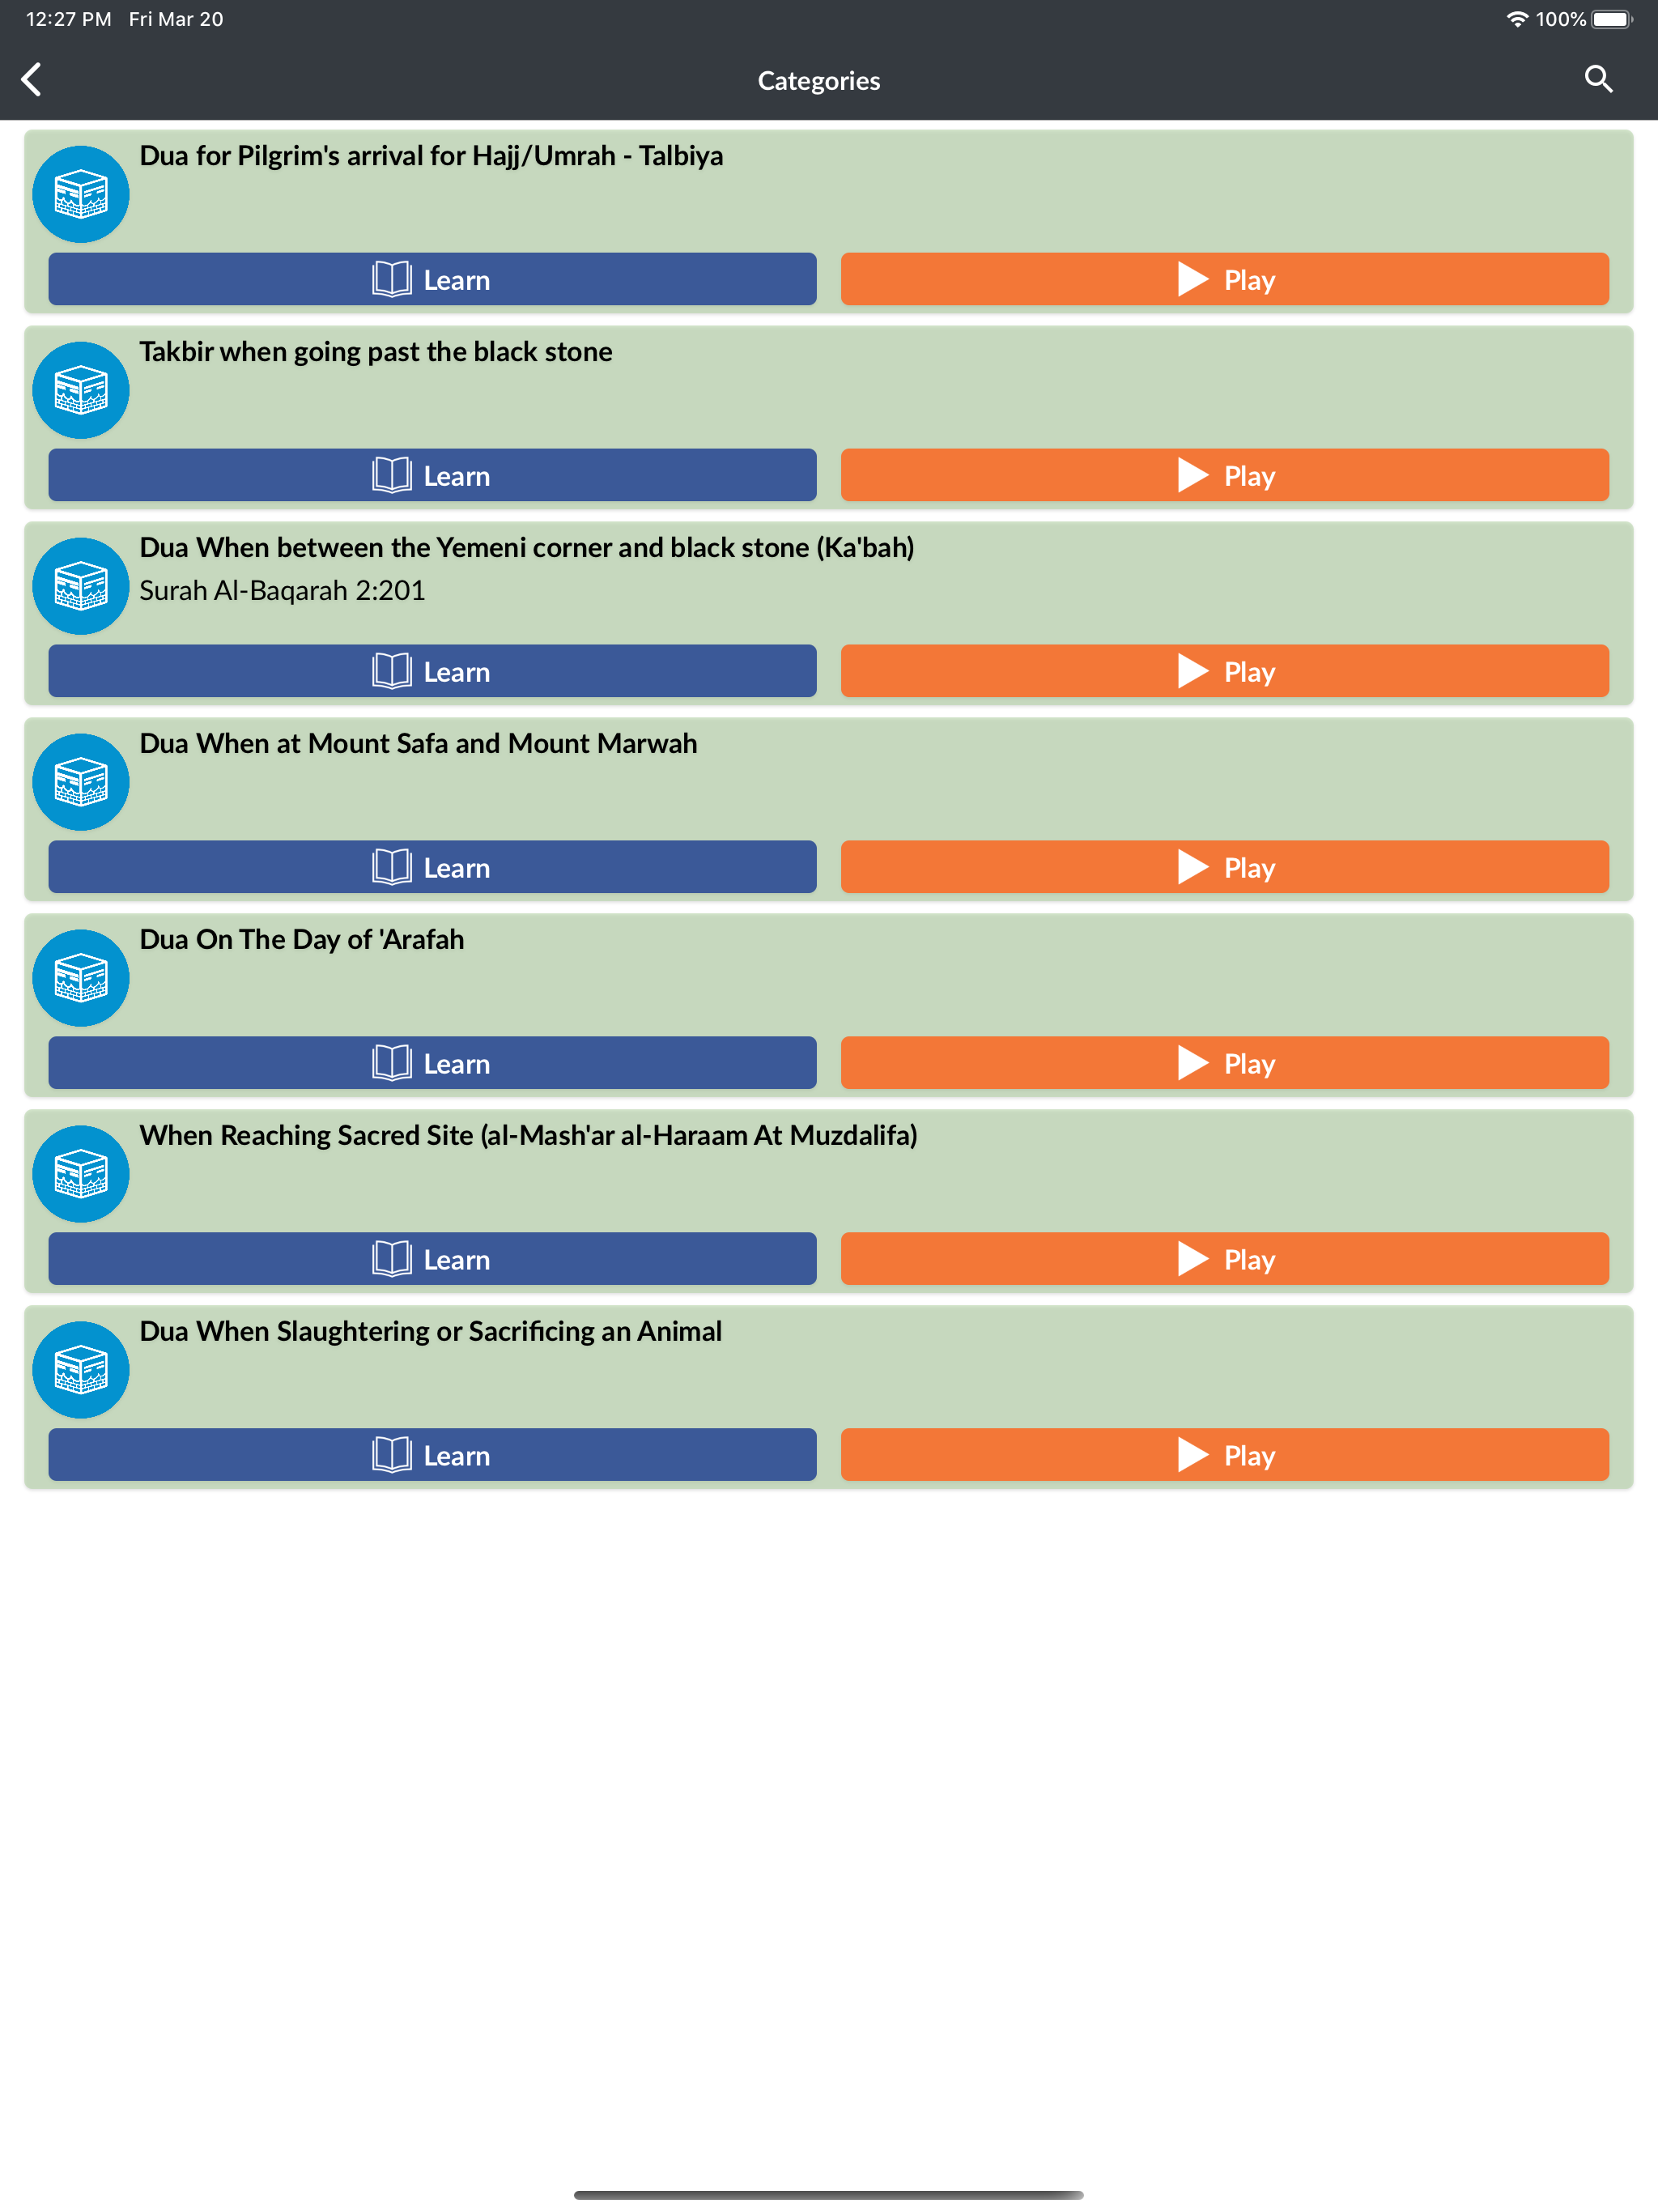 12:27 PM Fri Mar 20 100%
Categories
Dua for Pilgrim's arrival for Hajj/Umrah - Talbiya
Learn Play
Takbir when going past the black stone
Learn Play
Dua When between the Yemeni corner and black stone (Ka'bah)
Surah Al-Baqarah 2:201
Learn Play
Dua When at Mount Safa and Mount Marwah
Learn Play
Dua On The Day of 'Arafah
Learn Play
When Reaching Sacred Site (al-Mash'ar al-Haraam At Muzdalifa)
Learn Play
Dua When Slaughtering or Sacrificing an Animal
Learn Play